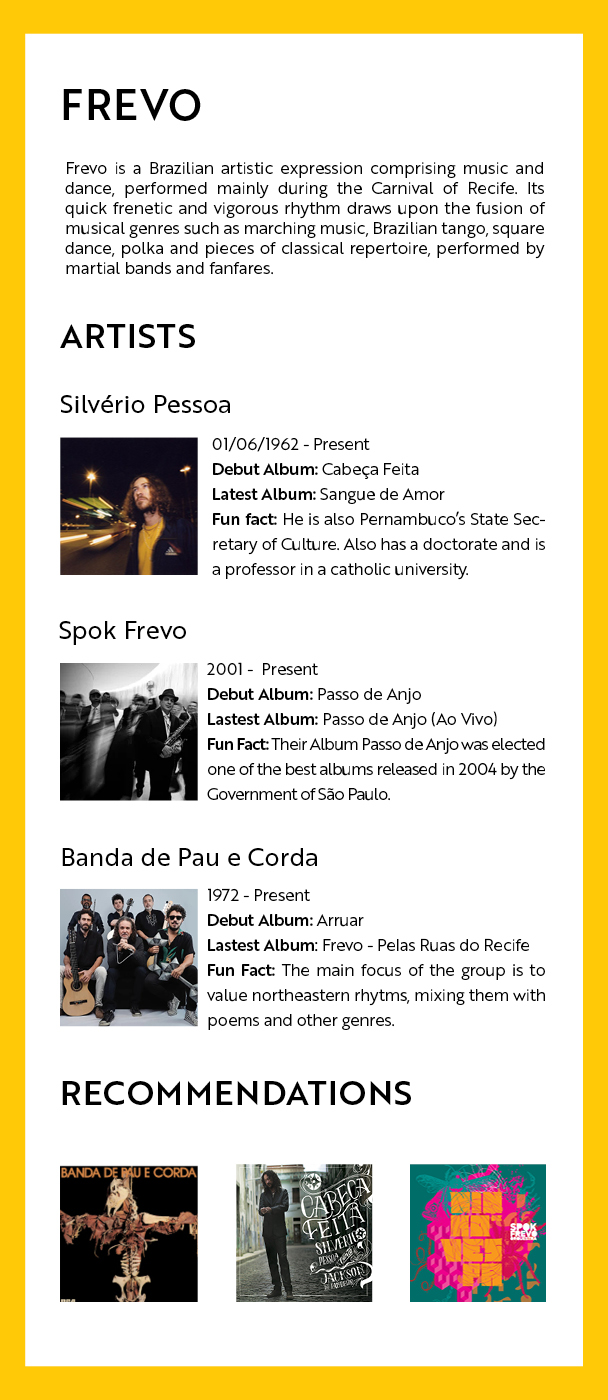 FREVO
Frevo is a Brazilian artistic expression comprising music and
dance, performed mainly during the Carnival of Recife. Its
quick frenetic and vigorous rhythm draws upon the fusion of
musical genres such as marching music, Brazilian tango, square
dance, polka and pieces of classical repertoire, performed by
martial bands and fanfares.
ARTISTS
Silvério Pessoa
01/06/1962 - Present
Debut Album: Cabeça Feita
Latest Album: Sangue de Amor
Fun fact: He is also Pernambuco’s State Sec-
retary of Culture. Also has a doctorate and is
a professor in a catholic university.
Spok Frevo
2001 - Present
Debut Album: Passo de Anjo
Lastest Album: Passo de Anjo (Ao Vivo)
Fun Fact: Their Album Passo de Anjo was elected
one of the best albums released in 2004 by the
Government of São Paulo.
Banda de Pau e Corda
1972 - Present
Debut Album: Arruar
Lastest Album: Frevo - Pelas Ruas do Recife
Fun Fact: The main focus of the group is to
value northeastern rhytms, mixing them with
poems and other genres.
RECOMMENDATIONS
BANDA DE PAU E CORDA
CABEÇA
FEITA
SILVÉRIO
PESSOA
JACKSON
SPOK
FREVO